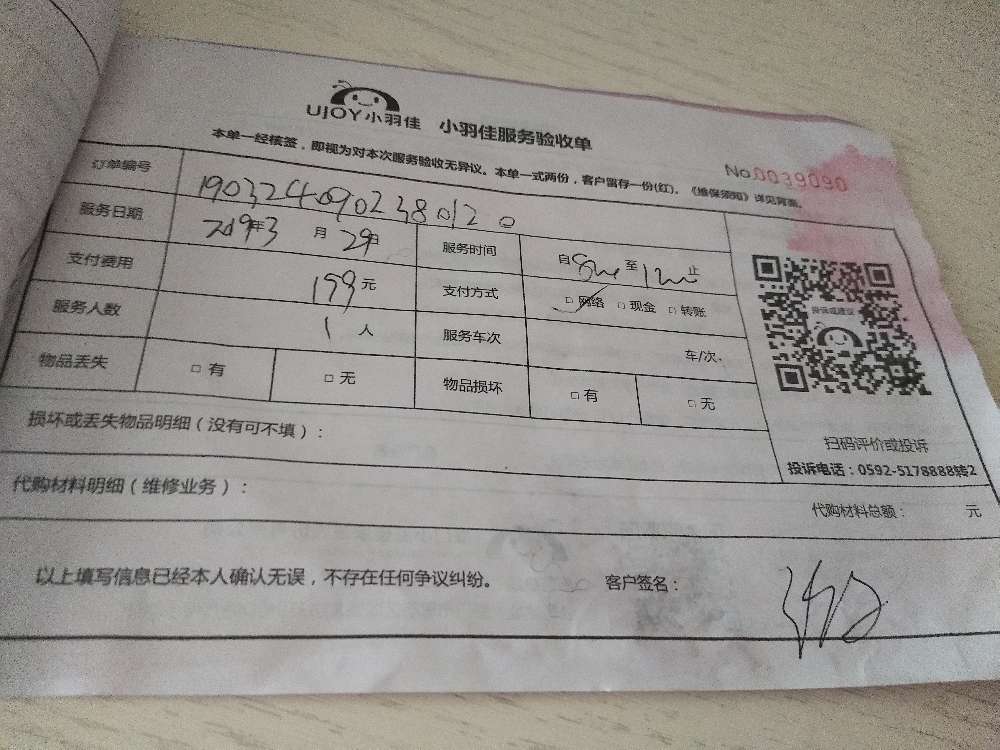 UJOY小羽佳 小羽佳服务验收单
本单一经核签，即视为对本次服务验收无异议。本单一式两份，客户留存一份(红)。《维保须知》详见背面。
No.0039090
订单编号
服务日期 2019年3月29日 服务时间 自 至 止
支付费用 199元 支付方式 □网络 □现金 □转账
服务人数 1人 服务车次 车/次.
物品丢失 □有 □无 物品损坏 □有 □无
扫码评价或投诉
投诉电话：0592-5178888转2
损坏或丢失物品明细（没有可不填）：
代购材料明细（维修业务）： 代购材料总额： 元
以上填写信息已经本人确认无误，不存在任何争议纠纷。 客户签名：